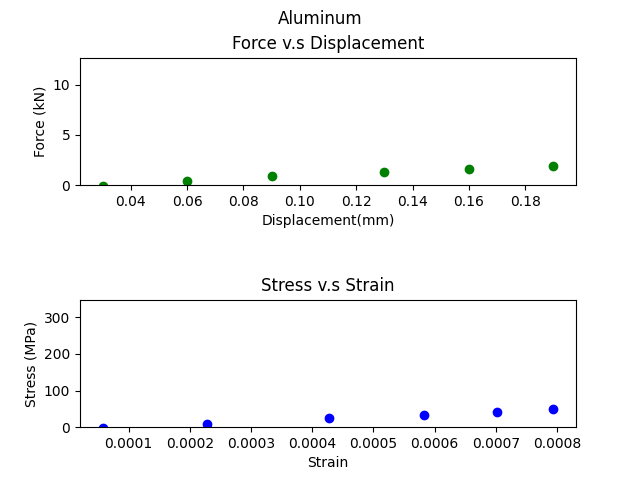 Aluminum
Force v.s Displacement
10
5
0
Force (kN)
0.04 0.06 0.08 0.10 0.12 0.14 0.16 0.18
Displacement(mm)
Stress v.s Strain
300
200
100
0
Stress (MPa)
0.0001 0.0002 0.0003 0.0004 0.0005 0.0006 0.0007 0.0008
Strain